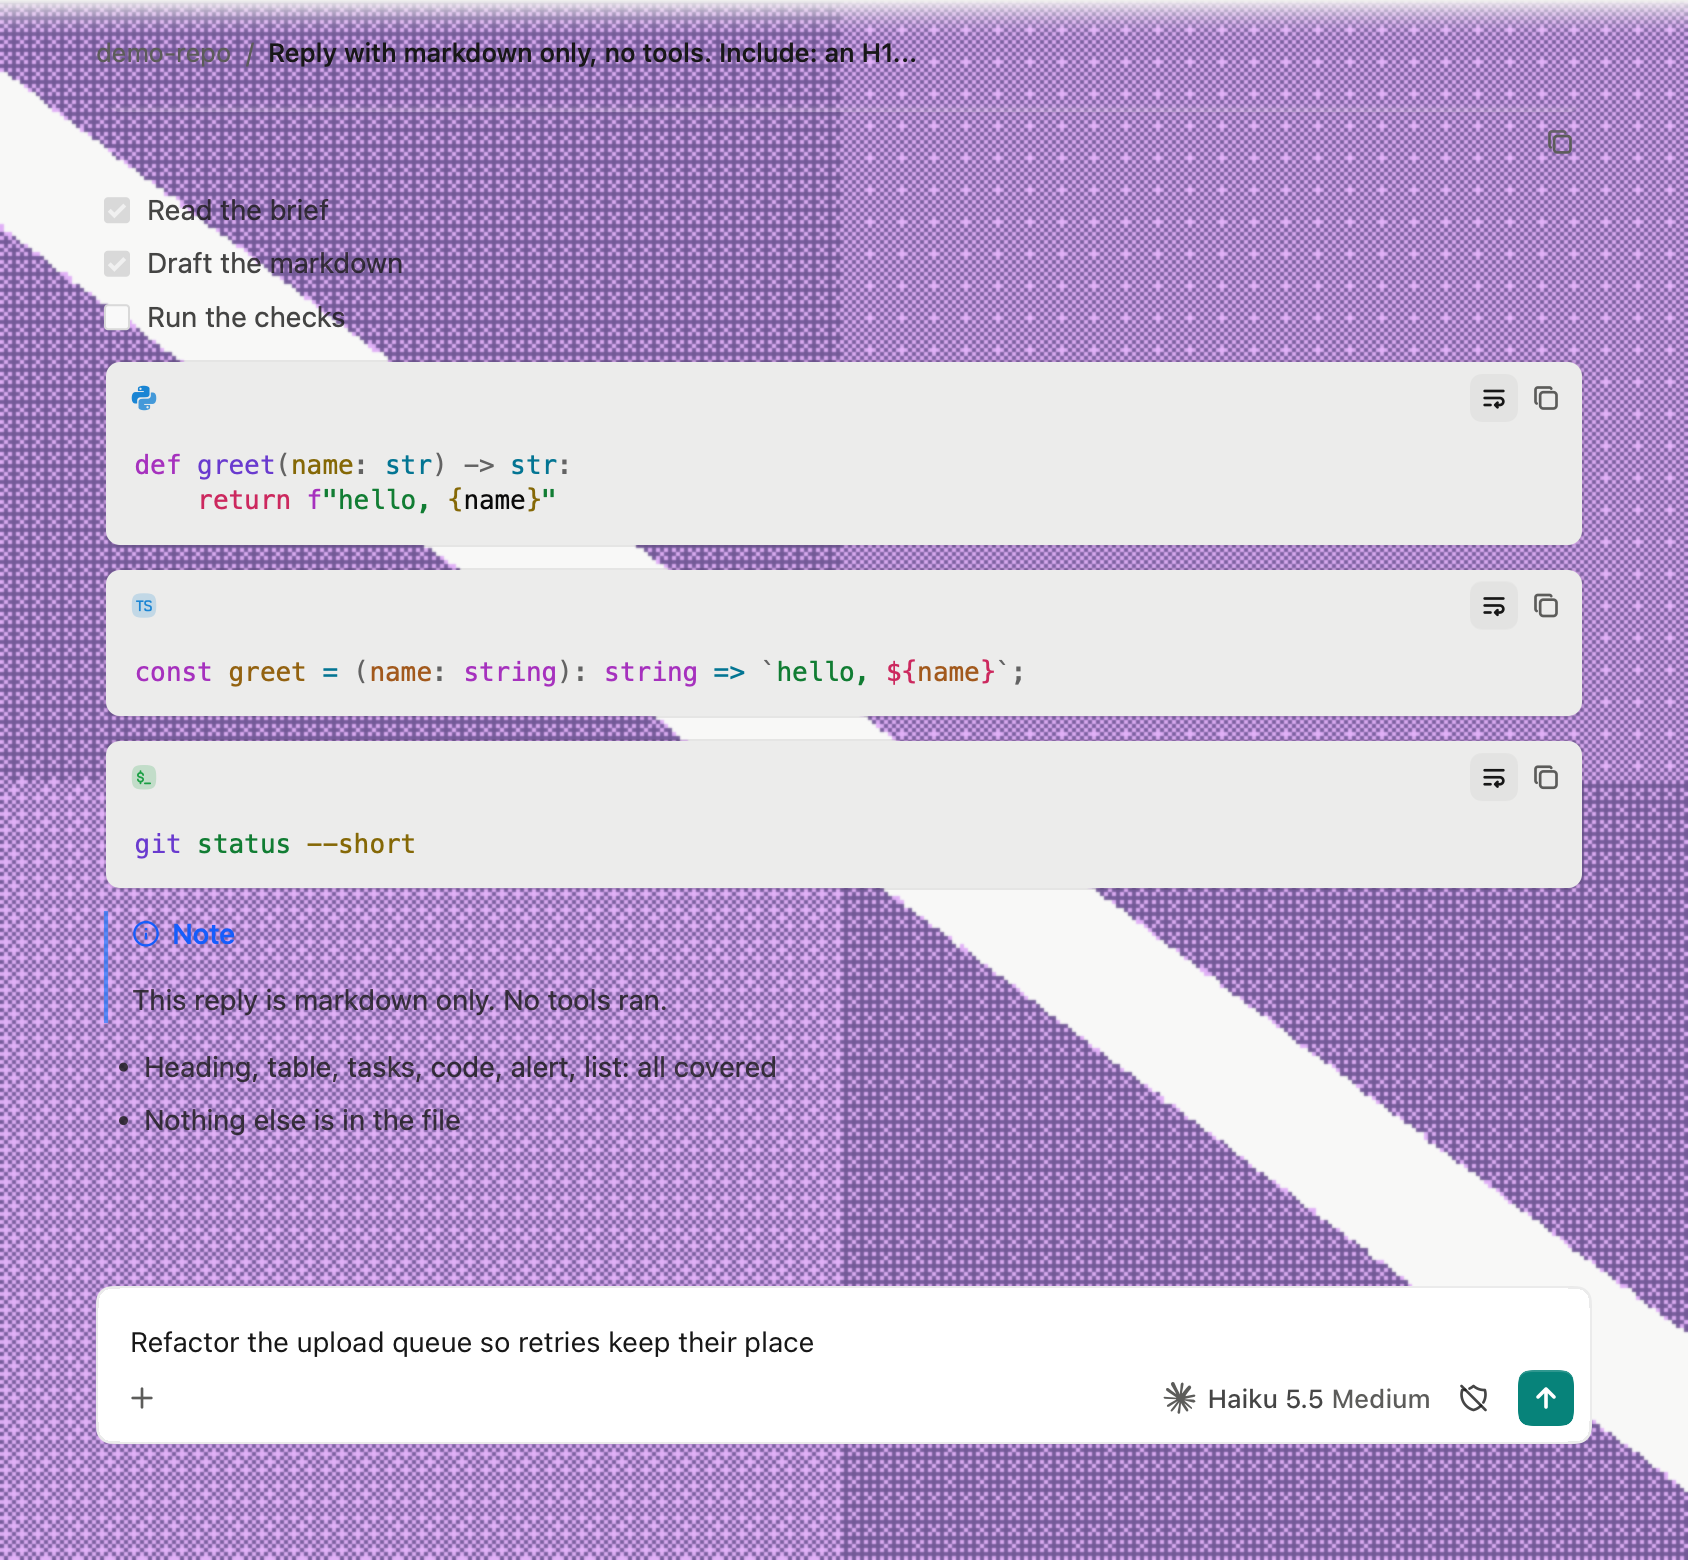 demo-repo / Reply with markdown only, no tools. Include: an H1...
Read the brief
Draft the markdown
Run the checks
def greet(name: str) -> str:
    return f"hello, {name}"
TS
const greet = (name: string): string => `hello, ${name}`;
$_
git status --short
Note
This reply is markdown only. No tools ran.
• Heading, table, tasks, code, alert, list: all covered
• Nothing else is in the file
Refactor the upload queue so retries keep their place
Haiku 5.5 Medium